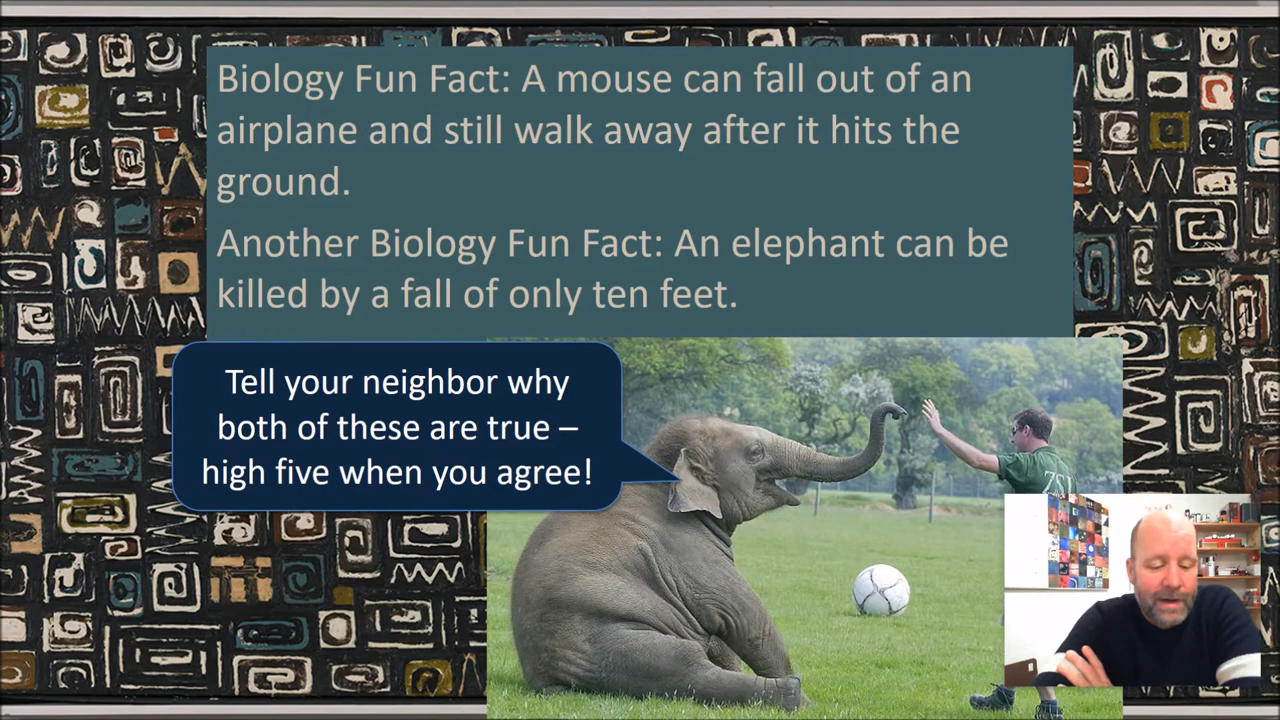 Biology Fun Fact: A mouse can fall out of an
airplane and still walk away after it hits the
ground.
Another Biology Fun Fact: An elephant can be
killed by a fall of only ten feet.
Tell your neighbor why
both of these are true –
high five when you agree!
ZSL